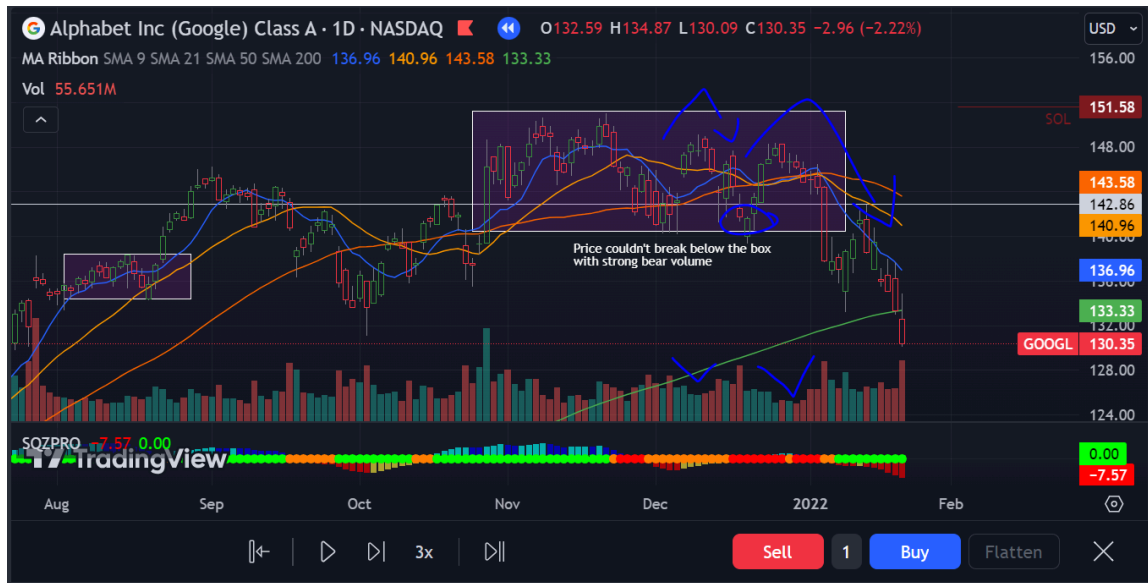 Alphabet Inc (Google) Class A · 1D · NASDAQ O132.59 H134.87 L130.09 C130.35 −2.96 (−2.22%) USD
MA Ribbon SMA 9 SMA 21 SMA 50 SMA 200 136.96 140.96 143.58 133.33
156.00
Vol 55.651M
151.58
SOL
148.00
143.58
142.86
140.96
140.00
Price couldn't break below the box
with strong bear volume
136.96
136.00
133.33
132.00
GOOGL 130.35
128.00
124.00
SQZPRO −7.57 0.00
0.00
TradingView
−7.57
Aug Sep Oct Nov Dec 2022 Feb
3x Sell 1 Buy Flatten